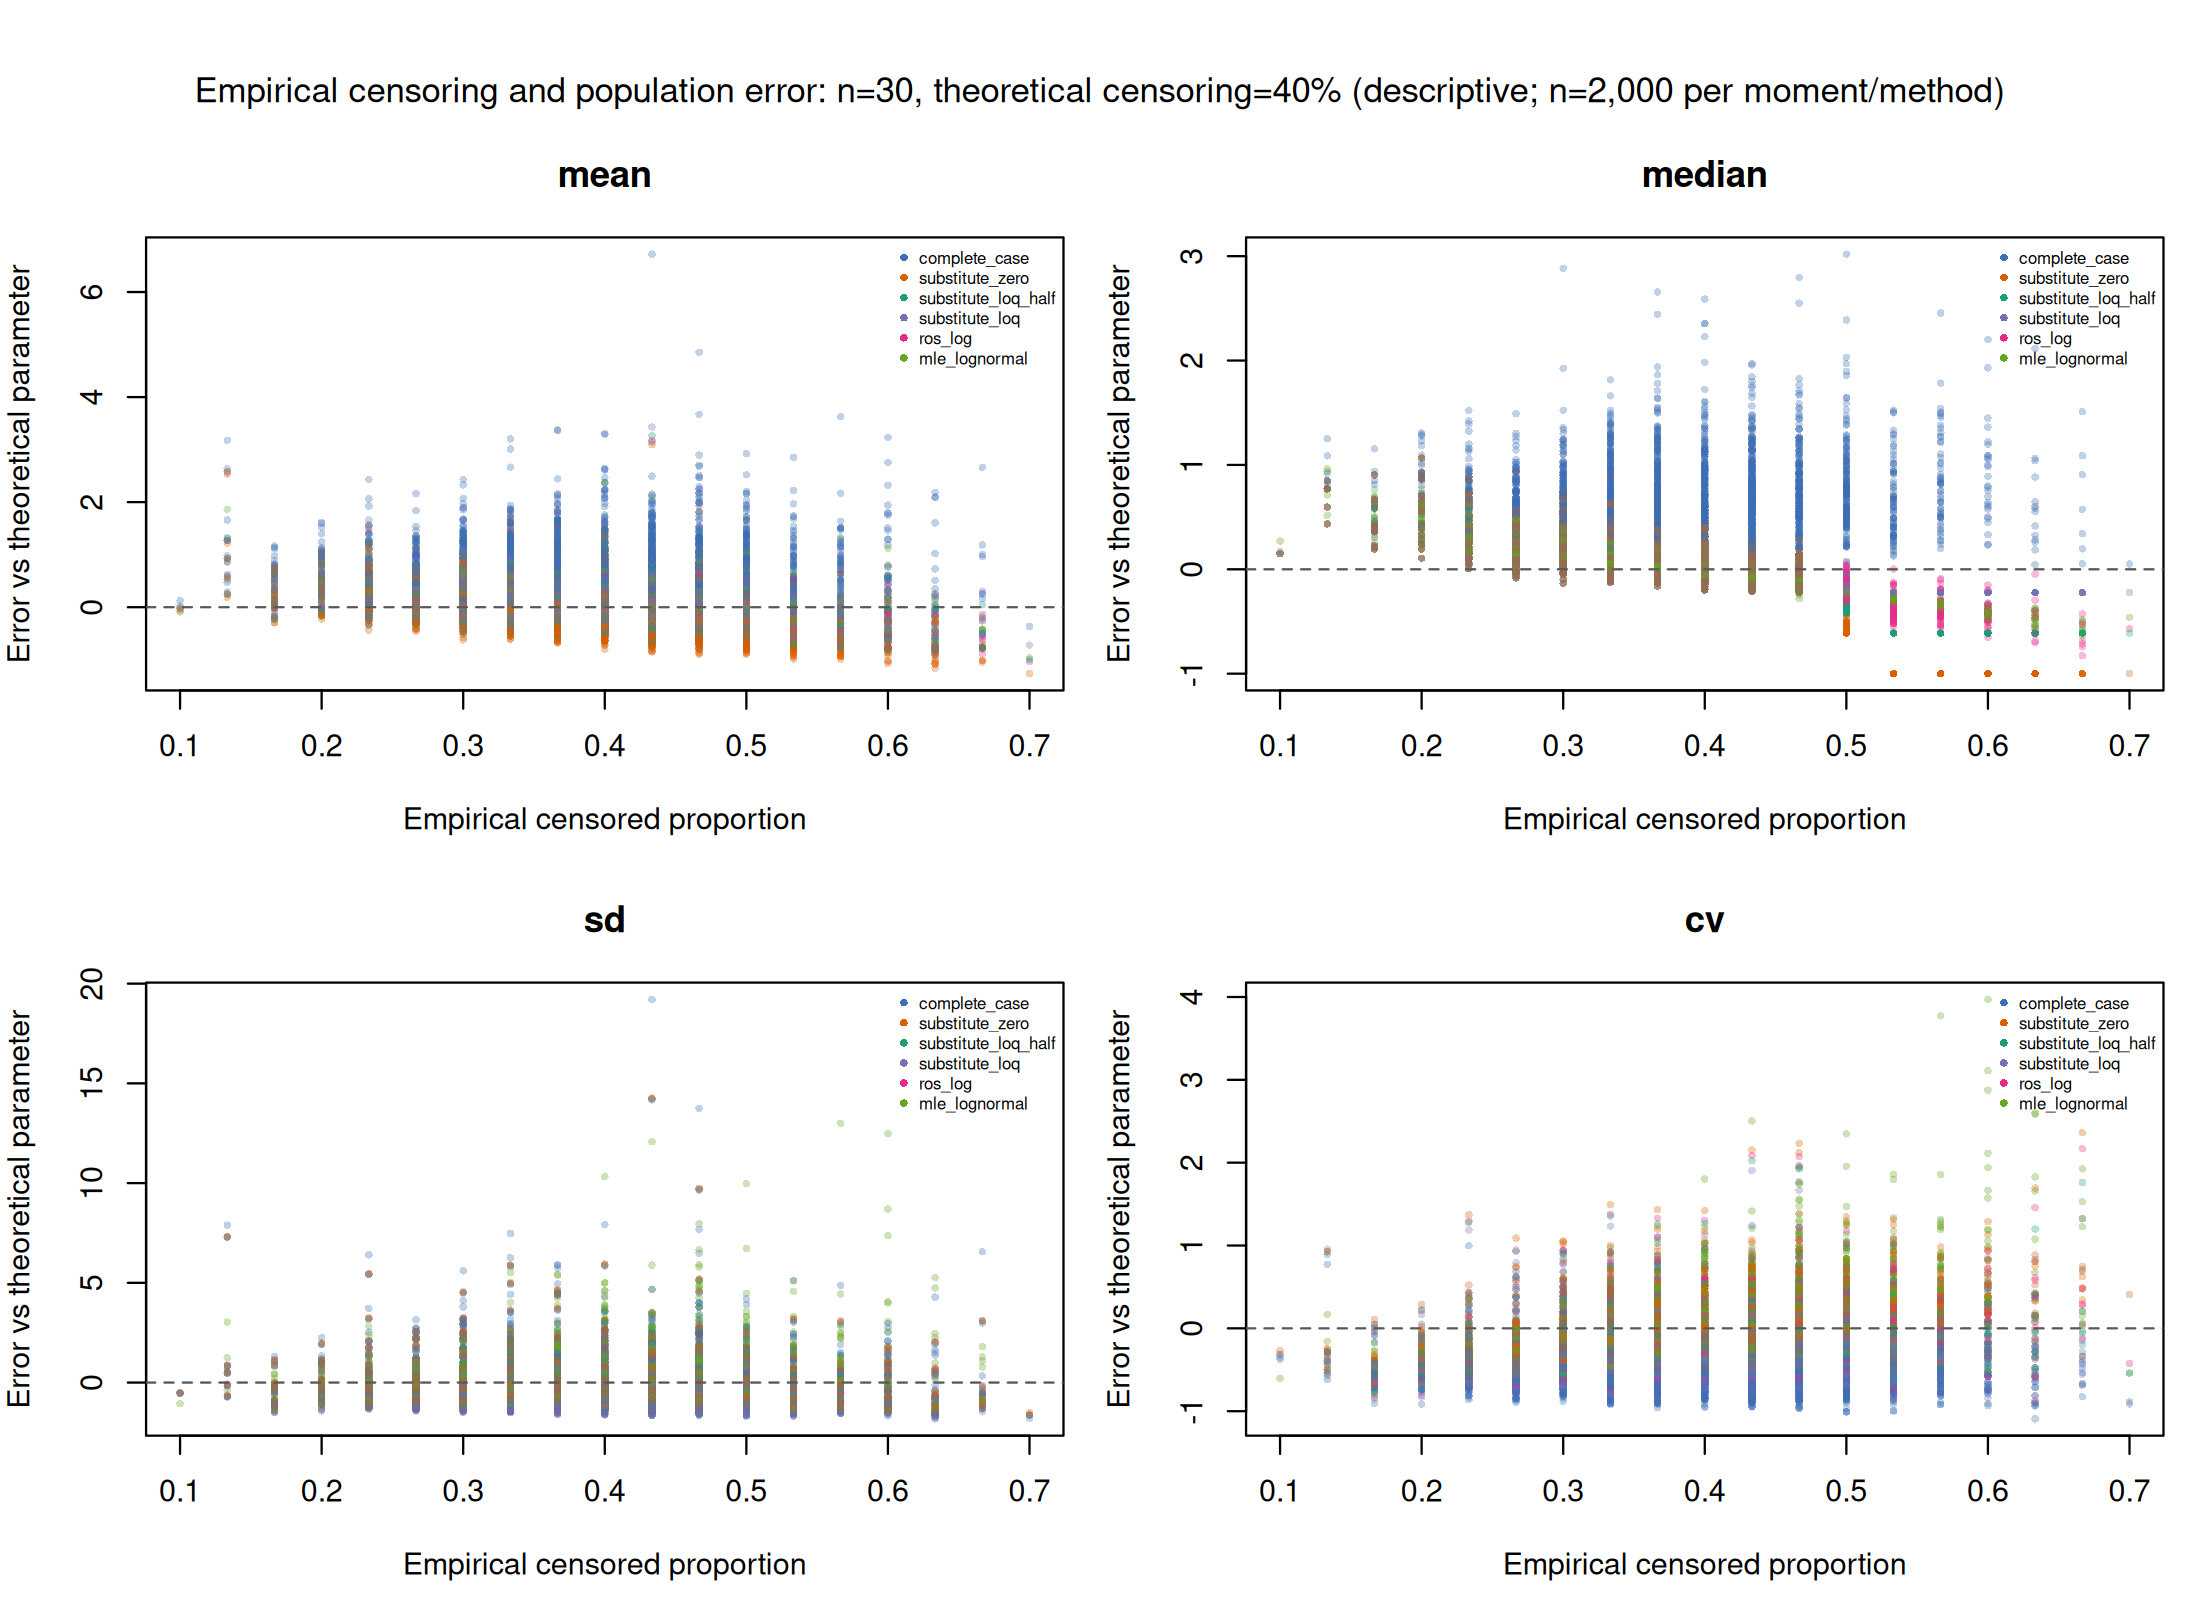 Empirical censoring and population error: n=30, theoretical censoring=40% (descriptive; n=2,000 per moment/method)
mean
Error vs theoretical parameter
6
4
2
0
complete_case
substitute_zero
substitute_loq_half
substitute_loq
ros_log
mle_lognormal
0.1 0.2 0.3 0.4 0.5 0.6 0.7
Empirical censored proportion
median
Error vs theoretical parameter
3
2
1
0
-1
complete_case
substitute_zero
substitute_loq_half
substitute_loq
ros_log
mle_lognormal
0.1 0.2 0.3 0.4 0.5 0.6 0.7
Empirical censored proportion
sd
Error vs theoretical parameter
20
15
10
5
0
complete_case
substitute_zero
substitute_loq_half
substitute_loq
ros_log
mle_lognormal
0.1 0.2 0.3 0.4 0.5 0.6 0.7
Empirical censored proportion
cv
Error vs theoretical parameter
4
3
2
1
0
-1
complete_case
substitute_zero
substitute_loq_half
substitute_loq
ros_log
mle_lognormal
0.1 0.2 0.3 0.4 0.5 0.6 0.7
Empirical censored proportion